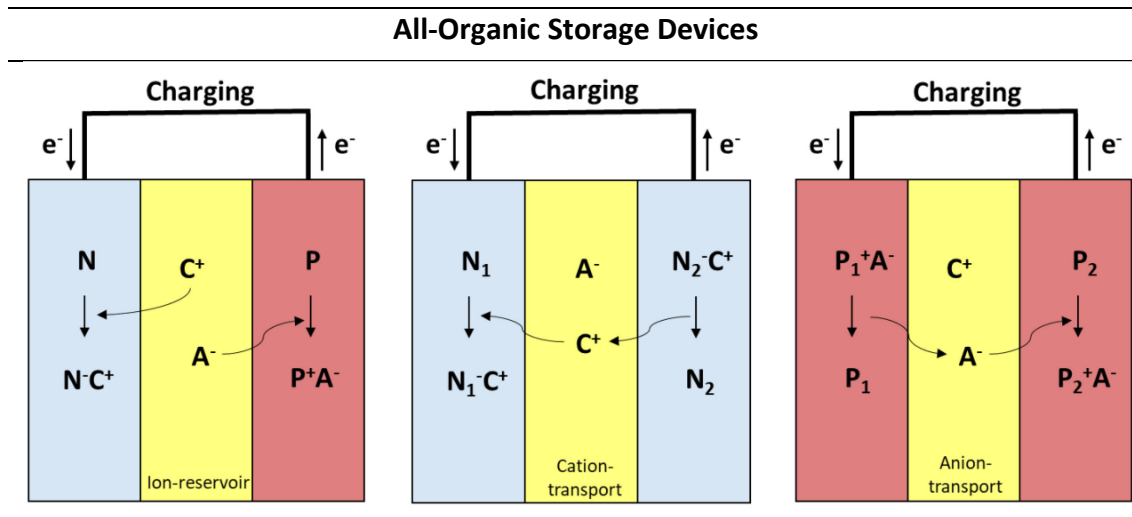 All-Organic Storage Devices
Charging
e⁻ e⁻
N C⁺ P
A⁻
N⁻C⁺ P⁺A⁻
Ion-reservoir
Charging
e⁻ e⁻
N₁ A⁻ N₂⁻C⁺
C⁺
N₁⁻C⁺ N₂
Cation-
transport
Charging
e⁻ e⁻
P₁⁺A⁻ C⁺ P₂
A⁻
P₁ P₂⁺A⁻
Anion-
transport